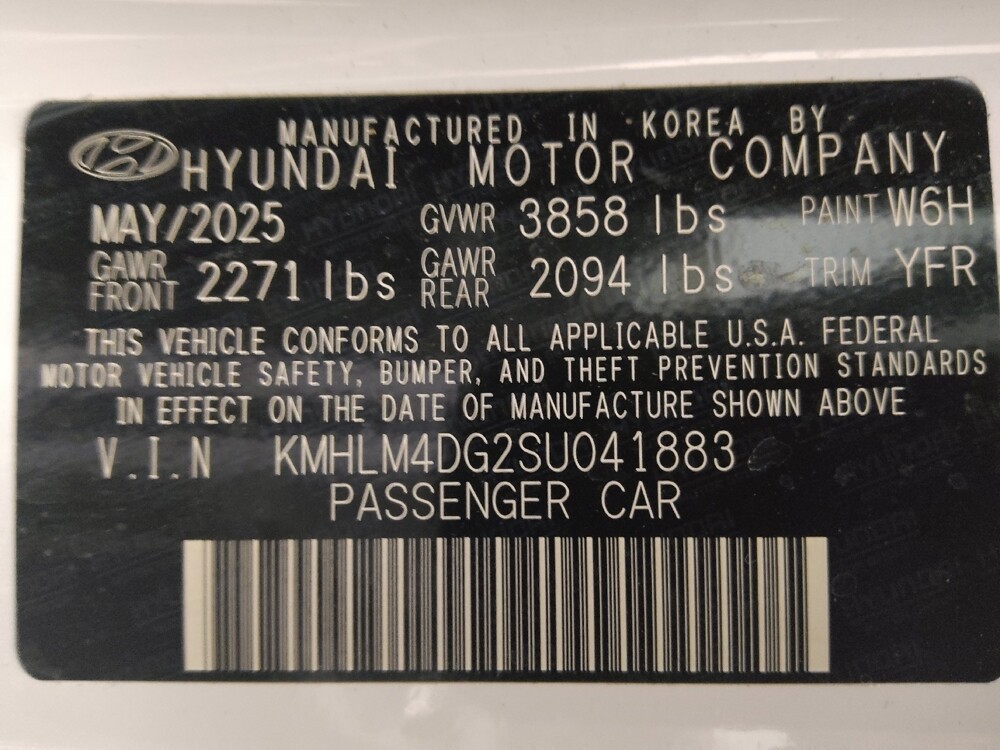 MANUFACTURED IN KOREA BY
HYUNDAI MOTOR COMPANY
MAY/2025 GVWR 3858 lbs PAINT W6H
GAWR FRONT 2271 lbs GAWR REAR 2094 lbs TRIM YFR
THIS VEHICLE CONFORMS TO ALL APPLICABLE U.S.A. FEDERAL
MOTOR VEHICLE SAFETY, BUMPER, AND THEFT PREVENTION STANDARDS
IN EFFECT ON THE DATE OF MANUFACTURE SHOWN ABOVE
V.I.N KMHLM4DG2SU041883
PASSENGER CAR